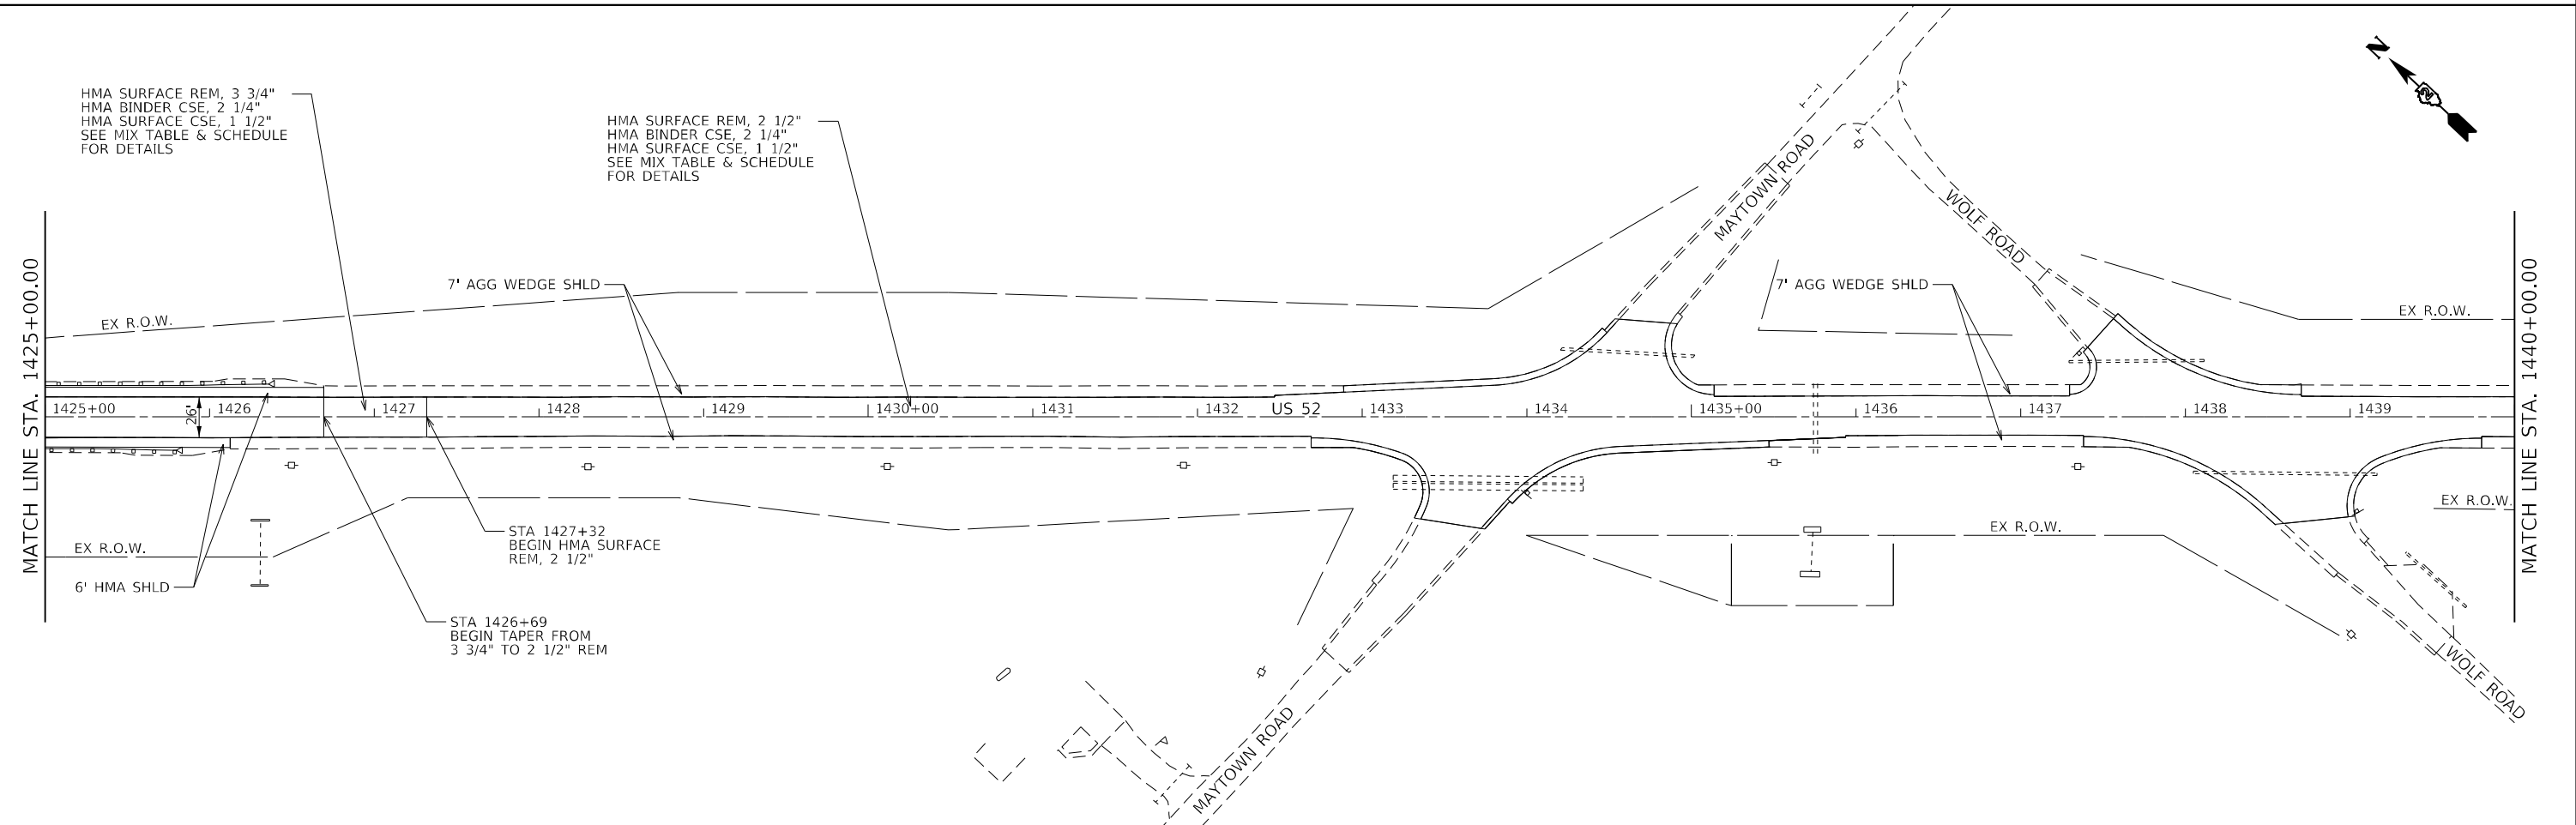 HMA SURFACE REM, 3 3/4"
HMA BINDER CSE, 2 1/4"
HMA SURFACE CSE, 1 1/2"
SEE MIX TABLE & SCHEDULE
FOR DETAILS
HMA SURFACE REM, 2 1/2"
HMA BINDER CSE, 2 1/4"
HMA SURFACE CSE, 1 1/2"
SEE MIX TABLE & SCHEDULE
FOR DETAILS
N
2
MAYTOWN ROAD
WOLF ROAD
7' AGG WEDGE SHLD
7' AGG WEDGE SHLD
EX R.O.W.
EX R.O.W.
MATCH LINE STA. 1425+00.00
MATCH LINE STA. 1440+00.00
1425+00
26'
1426
1427
1428
1429
1430+00
1431
1432
US 52
1433
1434
1435+00
1436
1437
1438
1439
EX R.O.W.
EX R.O.W.
EX R.O.W.
6' HMA SHLD
STA 1427+32
BEGIN HMA SURFACE
REM, 2 1/2"
STA 1426+69
BEGIN TAPER FROM
3 3/4" TO 2 1/2" REM
MAYTOWN ROAD
WOLF ROAD